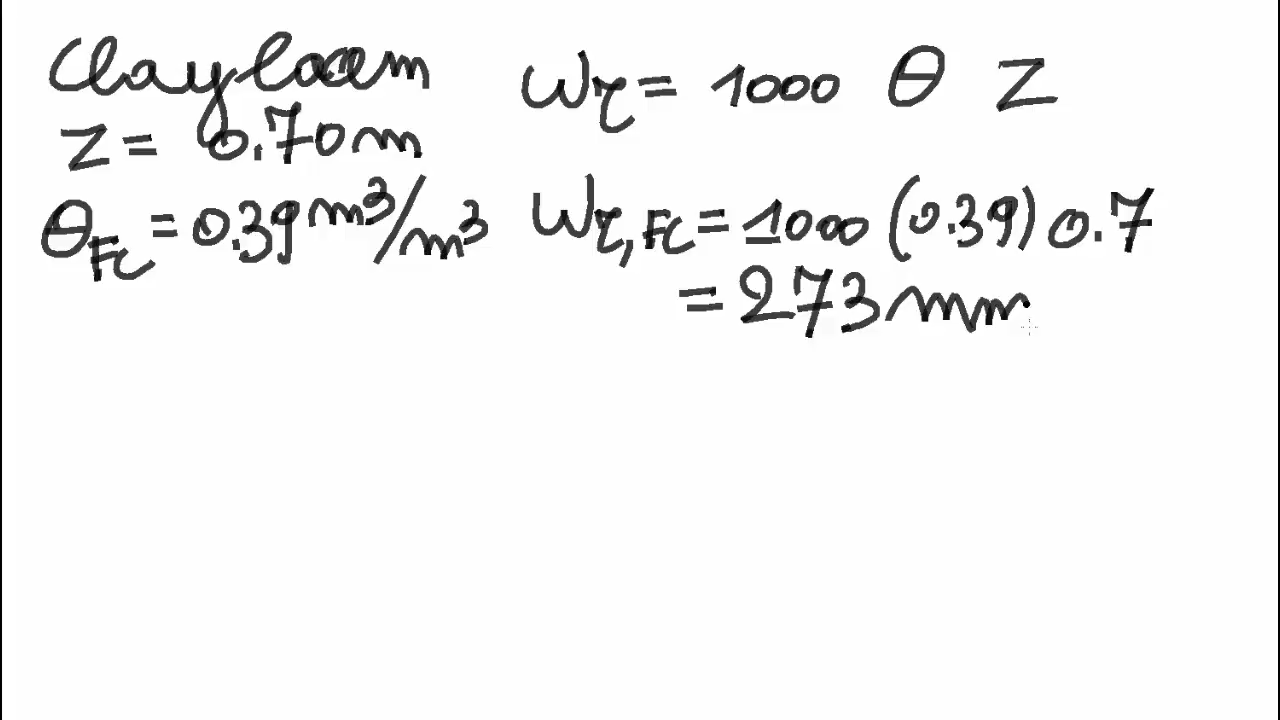 Clay loam
Z = 0.70 m
θFC = 0.39 m³/m³
Wr = 1000 θ Z
Wr,FC = 1000 (0.39) 0.7
= 273 mm